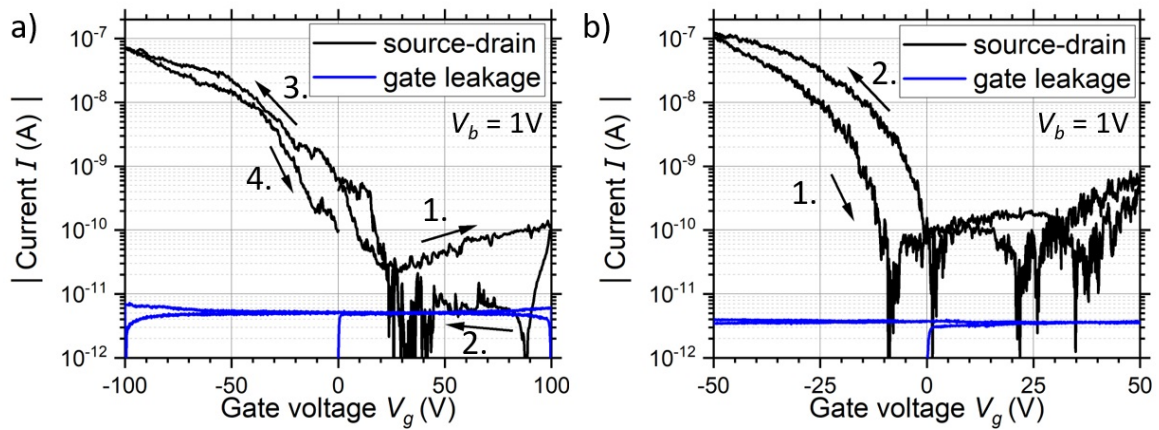 a)
| Current I (A) |
10⁻⁷
10⁻⁸
10⁻⁹
10⁻¹⁰
10⁻¹¹
10⁻¹²
source-drain
gate leakage
V_b = 1V
3.
4.
1.
2.
-100 -50 0 50 100
Gate voltage V_g (V)
b)
| Current I (A) |
10⁻⁷
10⁻⁸
10⁻⁹
10⁻¹⁰
10⁻¹¹
10⁻¹²
source-drain
gate leakage
V_b = 1V
2.
1.
-50 -25 0 25 50
Gate voltage V_g (V)